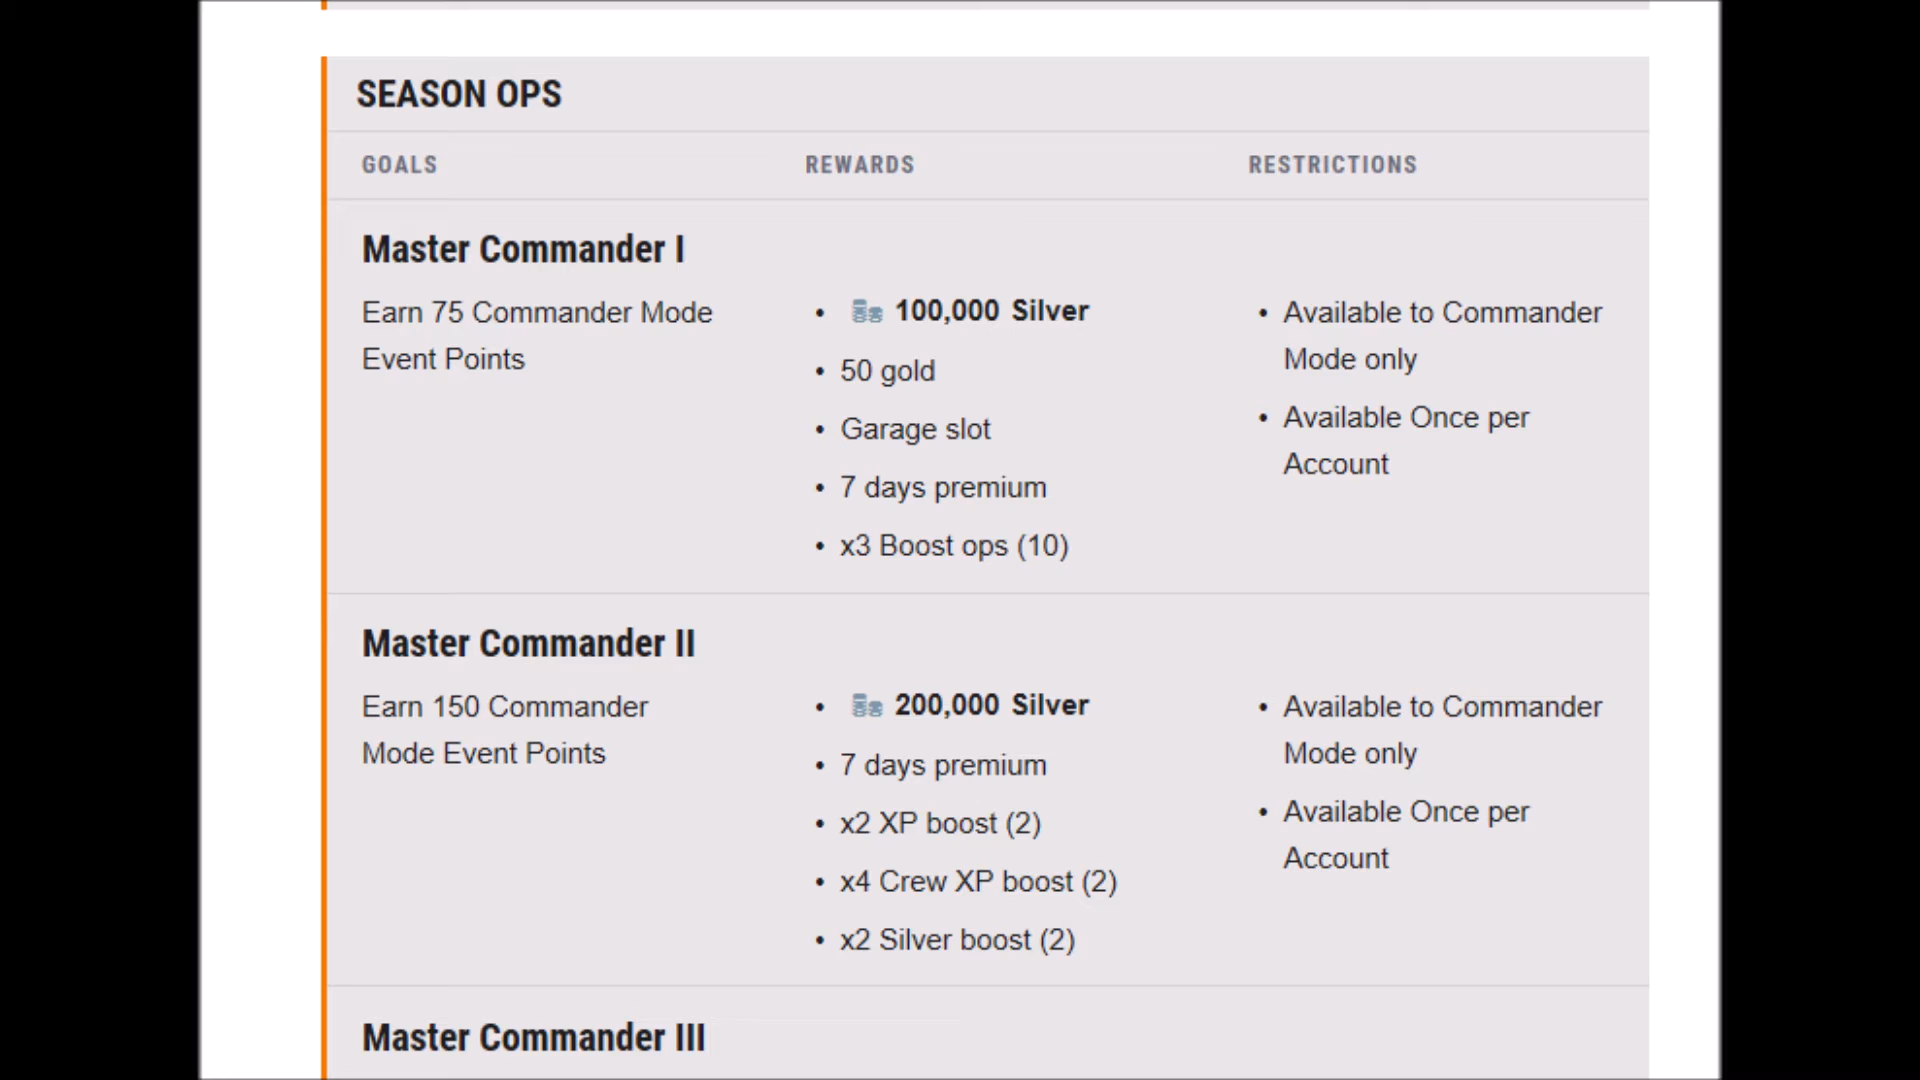 SEASON OPS
GOALS REWARDS RESTRICTIONS
Master Commander I
Earn 75 Commander Mode
Event Points
• 100,000 Silver
• 50 gold
• Garage slot
• 7 days premium
• x3 Boost ops (10)
• Available to Commander
Mode only
• Available Once per
Account
Master Commander II
Earn 150 Commander
Mode Event Points
• 200,000 Silver
• 7 days premium
• x2 XP boost (2)
• x4 Crew XP boost (2)
• x2 Silver boost (2)
• Available to Commander
Mode only
• Available Once per
Account
Master Commander III